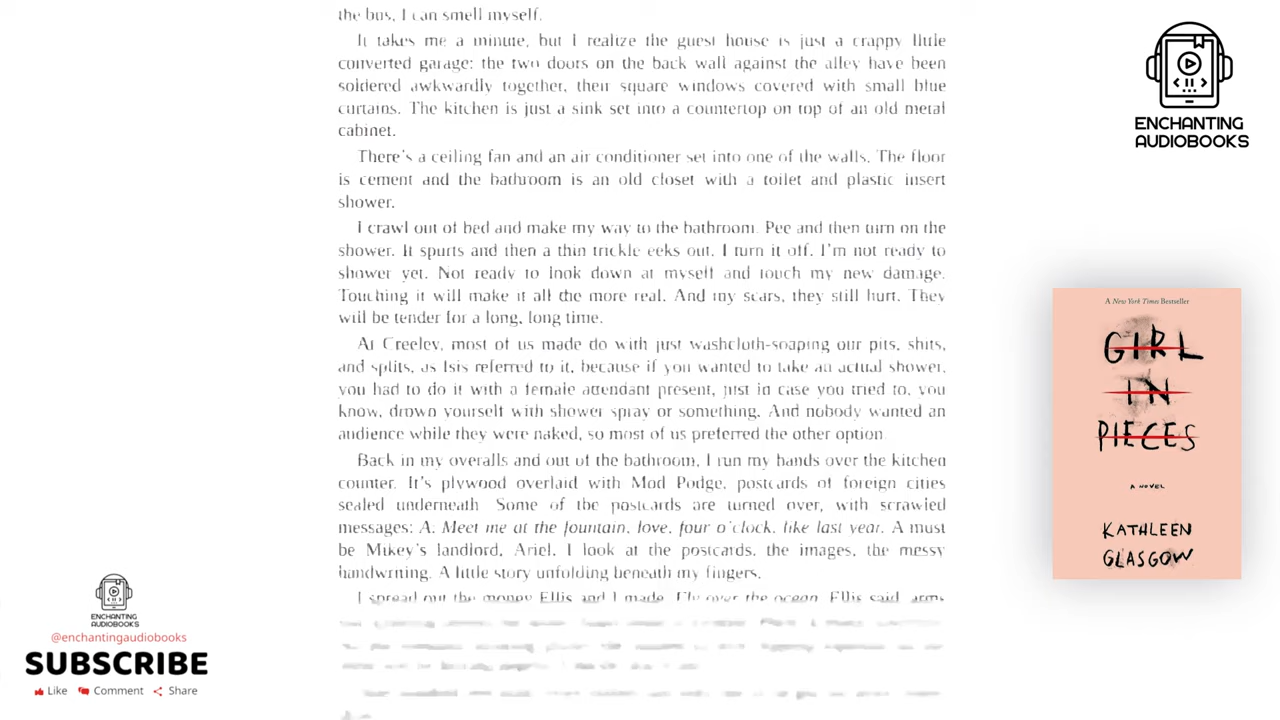 the bus, I can smell myself.
It takes me a minute, but I realize the guest house is just a crappy little
converted garage: the two doors on the back wall against the alley have been
soldered awkwardly together, their square windows covered with small blue
curtains. The kitchen is just a sink set into a countertop on top of an old metal
cabinet.
There's a ceiling fan and an air conditioner set into one of the walls. The floor
is cement and the bathroom is an old closet with a toilet and plastic insert
shower.
I crawl out of bed and make my way to the bathroom. Pee and then turn on the
shower. It spurts and then a thin trickle eeks out. I turn it off. I'm not ready to
shower yet. Not ready to look down at myself and touch my new damage.
Touching it will make it all the more real. And my scars, they still hurt. They
will be tender for a long, long time.
At Creeley, most of us made do with just washcloth-soaping our pits, shits,
and splits, as Isis referred to it, because if you wanted to take an actual shower,
you had to do it with a female attendant present, just in case you tried to, you
know, drown yourself with shower spray or something. And nobody wanted an
audience while they were naked, so most of us preferred the other option.
Back in my overalls and out of the bathroom, I run my hands over the kitchen
counter. It's plywood overlaid with Mod Podge, postcards of foreign cities
sealed underneath. Some of the postcards are turned over, with scrawled
messages: A. Meet me at the fountain, love, four o'clock, like last year. A must
be Mikey's landlord, Ariel. I look at the postcards, the images, the messy
handwriting. A little story unfolding beneath my fingers.
I spread out the money Ellis and I made. Fly over the ocean, Ellis said, arms
ENCHANTING
AUDIOBOOKS
A New York Times Bestseller
GIRL
IN
PIECES
A NOVEL
KATHLEEN
GLASGOW
ENCHANTING
AUDIOBOOKS
@enchantingaudiobooks
SUBSCRIBE
Like Comment Share